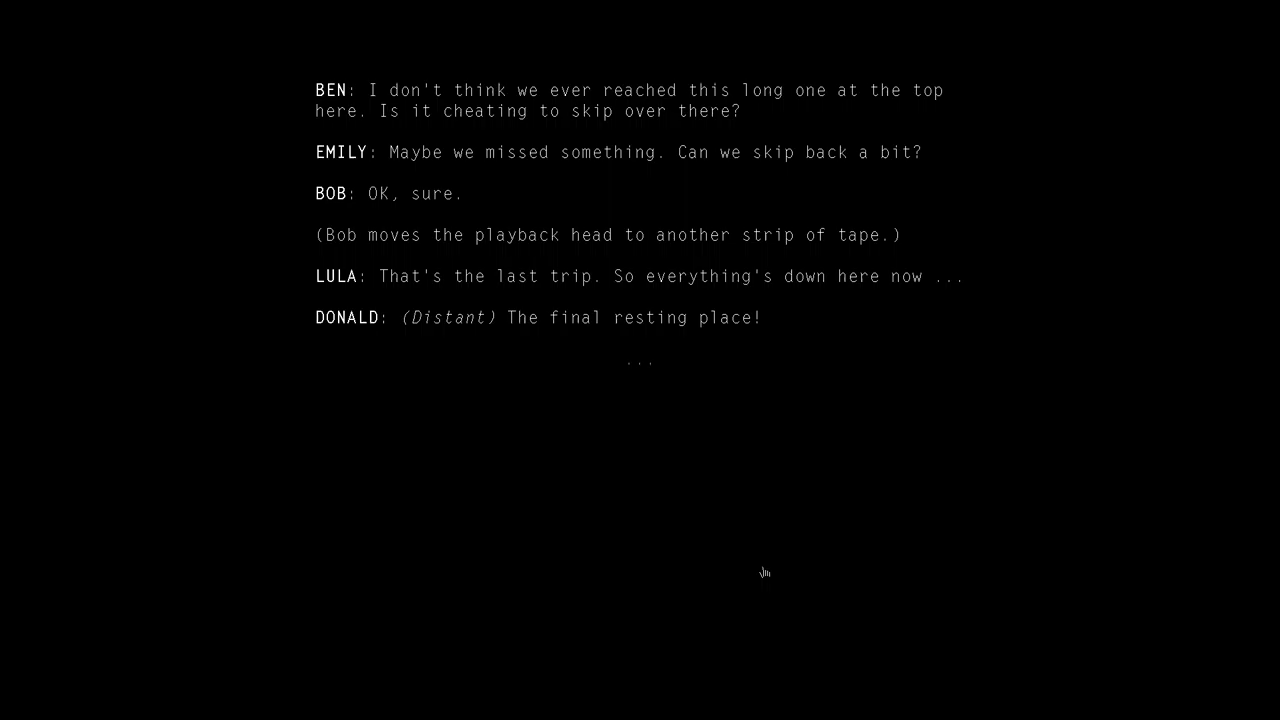 BEN: I don't think we ever reached this long one at the top
here. Is it cheating to skip over there?
EMILY: Maybe we missed something. Can we skip back a bit?
BOB: OK, sure.
(Bob moves the playback head to another strip of tape.)
LULA: That's the last trip. So everything's down here now ...
DONALD: (Distant) The final resting place!
...